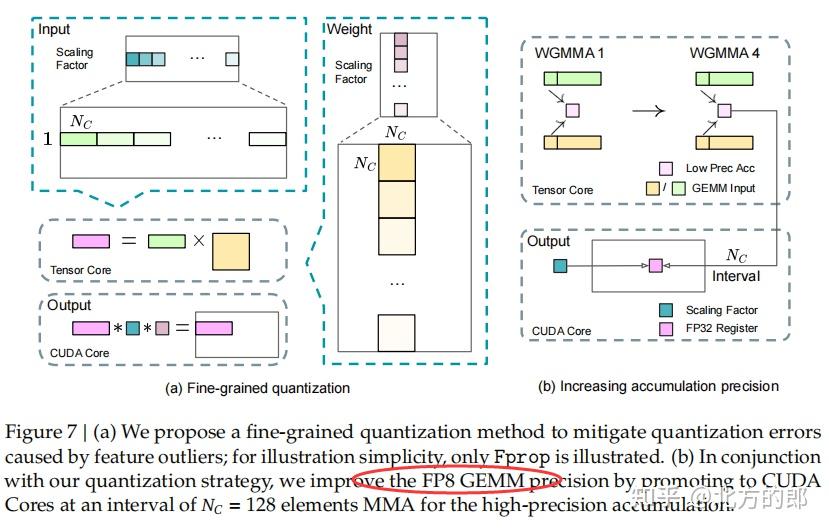 Input
Scaling
Factor
...
N_C
1
...
Weight
Scaling
Factor
...
N_C
N_C
...
= ×
Tensor Core
Output
* * =
CUDA Core
(a) Fine-grained quantization
WGMMA 1
WGMMA 4
Low Prec Acc
/ GEMM Input
Tensor Core
Output
N_C
Interval
Scaling Factor
FP32 Register
CUDA Core
(b) Increasing accumulation precision
Figure 7 | (a) We propose a fine-grained quantization method to mitigate quantization errors
caused by feature outliers; for illustration simplicity, only Fprop is illustrated. (b) In conjunction
with our quantization strategy, we improve the FP8 GEMM precision by promoting to CUDA
Cores at an interval of N_C = 128 elements MMA for the high-precision accumulation.
知乎 @北方的郎